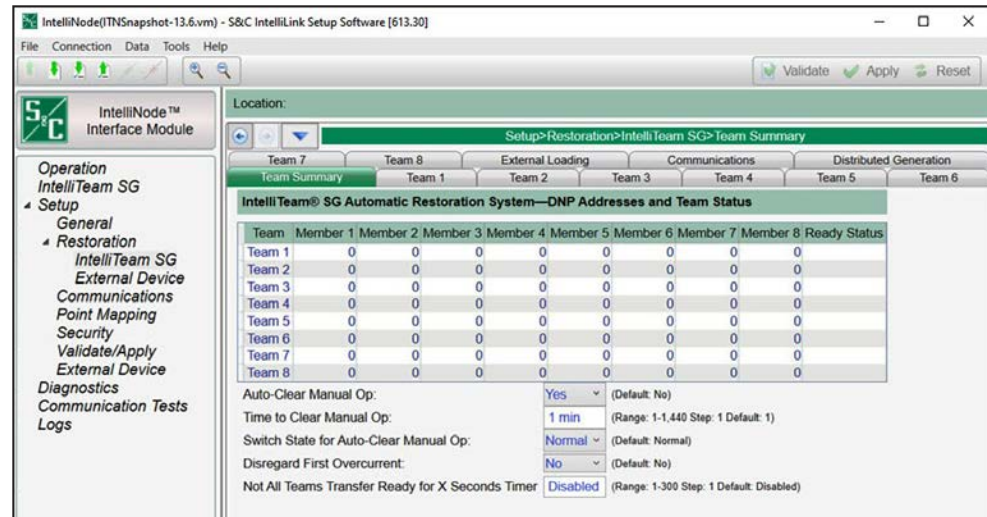 IntelliNode(ITNSnapshot-13.6.vm) - S&C IntelliLink Setup Software [613.30]
File Connection Data Tools Help
Validate Apply Reset
S&C
IntelliNode™
Interface Module
Operation
IntelliTeam SG
Setup
General
Restoration
IntelliTeam SG
External Device
Communications
Point Mapping
Security
Validate/Apply
External Device
Diagnostics
Communication Tests
Logs
Location:
Setup>Restoration>IntelliTeam SG>Team Summary
Team 7 Team 8 External Loading Communications Distributed Generation
Team Summary Team 1 Team 2 Team 3 Team 4 Team 5 Team 6
IntelliTeam® SG Automatic Restoration System—DNP Addresses and Team Status
Team Member 1 Member 2 Member 3 Member 4 Member 5 Member 6 Member 7 Member 8 Ready Status
Team 1 0 0 0 0 0 0 0 0
Team 2 0 0 0 0 0 0 0 0
Team 3 0 0 0 0 0 0 0 0
Team 4 0 0 0 0 0 0 0 0
Team 5 0 0 0 0 0 0 0 0
Team 6 0 0 0 0 0 0 0 0
Team 7 0 0 0 0 0 0 0 0
Team 8 0 0 0 0 0 0 0 0
Auto-Clear Manual Op: Yes (Default: No)
Time to Clear Manual Op: 1 min (Range: 1-1,440 Step: 1 Default: 1)
Switch State for Auto-Clear Manual Op: Normal (Default: Normal)
Disregard First Overcurrent: No (Default: No)
Not All Teams Transfer Ready for X Seconds Timer Disabled (Range: 1-300 Step: 1 Default: Disabled)